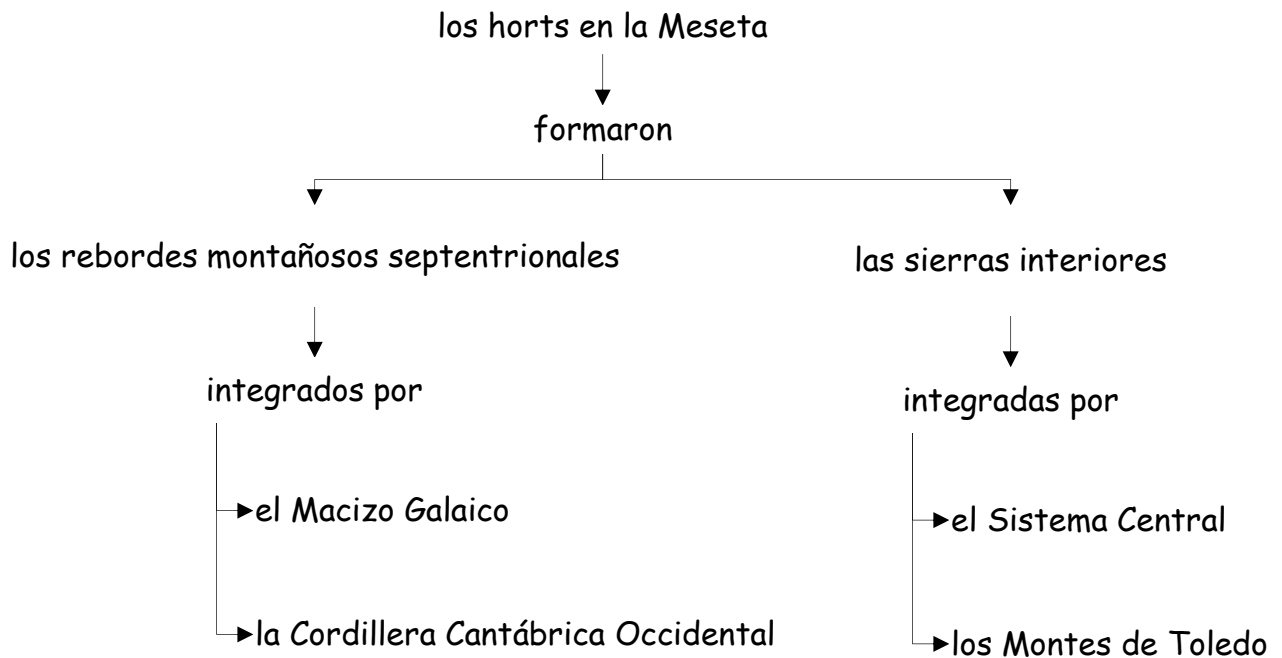 los horts en la Meseta
formaron
los rebordes montañosos septentrionales
las sierras interiores
integrados por
integradas por
el Macizo Galaico
el Sistema Central
la Cordillera Cantábrica Occidental
los Montes de Toledo